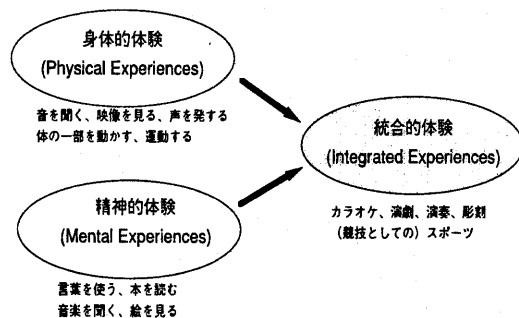 身体的体験
(Physical Experiences)
音を聞く、映像を見る、声を発する
体の一部を動かす、運動する
統合的体験
(Integrated Experiences)
カラオケ、演劇、演奏、彫刻
(競技としての) スポーツ
精神的体験
(Mental Experiences)
言葉を使う、本を読む
音楽を聞く、絵を見る